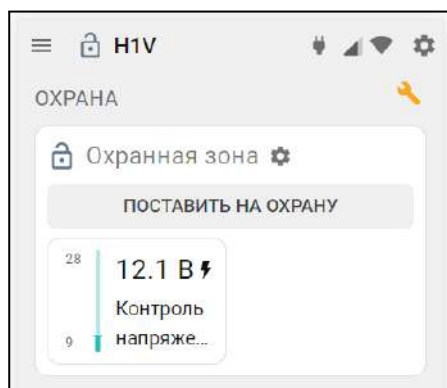 H1V
ОХРАНА
Охранная зона
ПОСТАВИТЬ НА ОХРАНУ
28
12.1 В
Контроль
9 напряже...